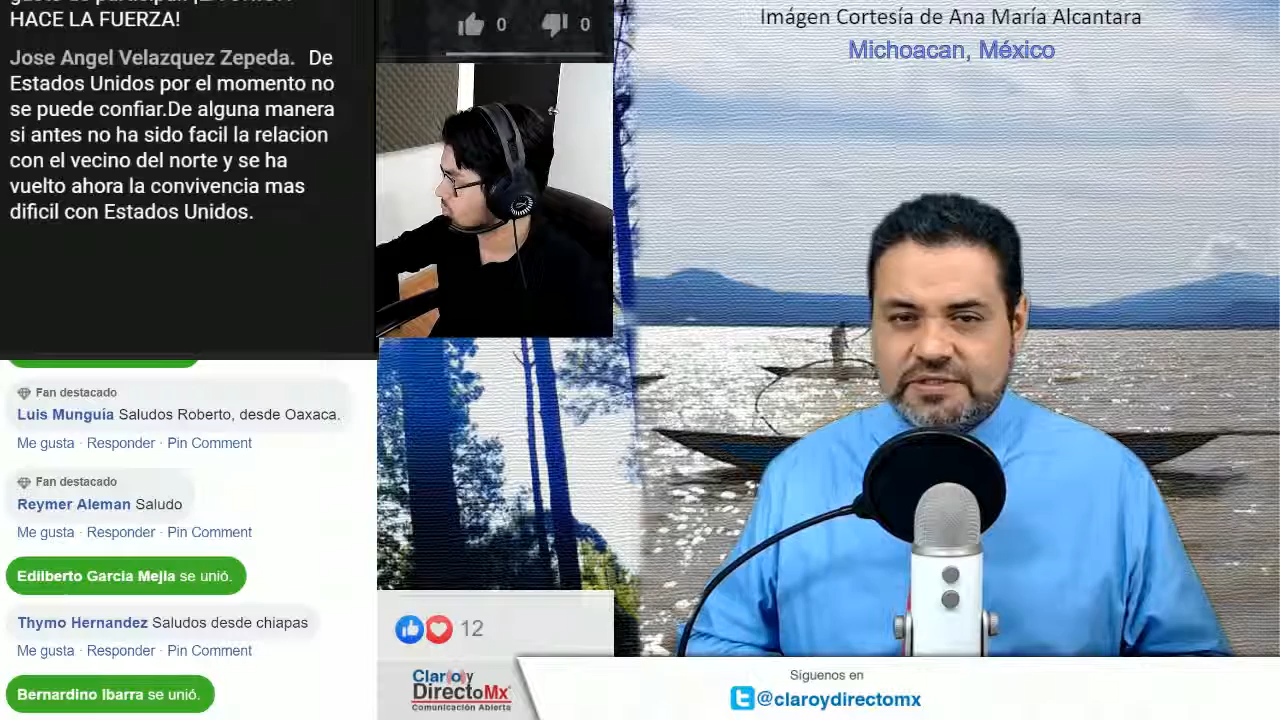 HACE LA FUERZA!
Jose Angel Velazquez Zepeda. De
Estados Unidos por el momento no
se puede confiar.De alguna manera
si antes no ha sido facil la relacion
con el vecino del norte y se ha
vuelto ahora la convivencia mas
dificil con Estados Unidos.
0 0
Imágen Cortesía de Ana María Alcantara
Michoacan, México
Fan destacado
Luis Munguía Saludos Roberto, desde Oaxaca.
Me gusta · Responder · Pin Comment
Fan destacado
Reymer Aleman Saludo
Me gusta · Responder · Pin Comment
Edilberto Garcia Mejia se unió.
Thymo Hernandez Saludos desde chiapas
Me gusta · Responder · Pin Comment
Bernardino Ibarra se unió.
12
Claro y
DirectoMx
Comunicación Abierta
Síguenos en
@claroydirectomx